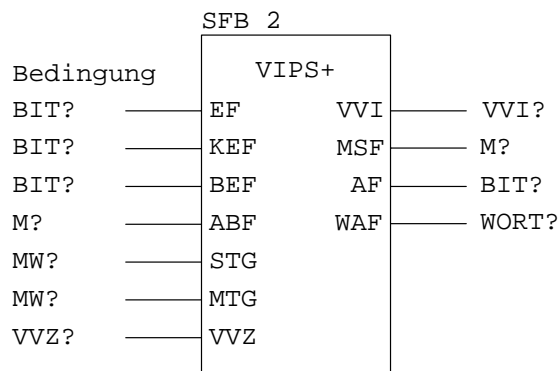 SFB 2
Bedingung VIPS+
BIT? EF VVI VVI?
BIT? KEF MSF M?
BIT? BEF AF BIT?
M? ABF WAF WORT?
MW? STG
MW? MTG
VVZ? VVZ